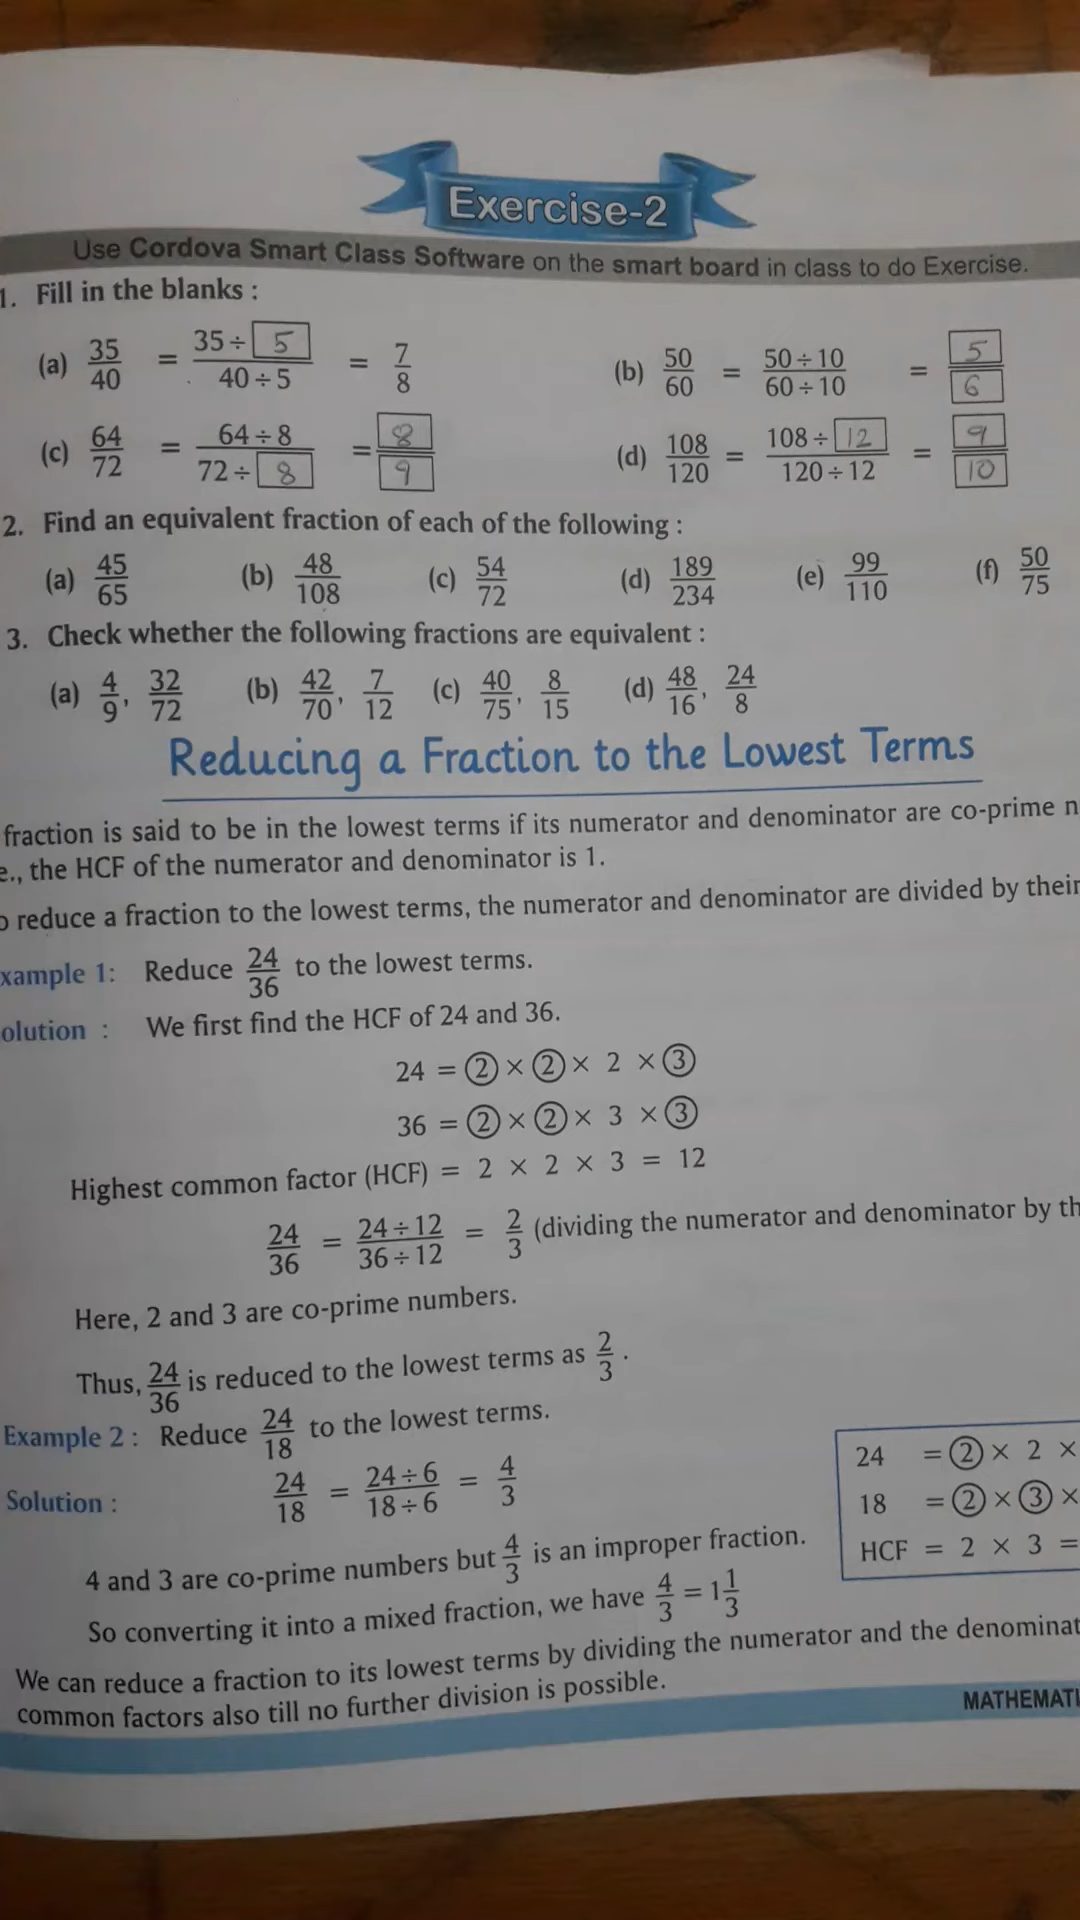 Exercise-2
Use Cordova Smart Class Software on the smart board in class to do Exercise.
1. Fill in the blanks :
(a) 35/40 = 35 ÷ 5 / 40 ÷ 5 = 7/8 (b) 50/60 = 50 ÷ 10 / 60 ÷ 10 = 5/6
(c) 64/72 = 64 ÷ 8 / 72 ÷ 8 = 8/9 (d) 108/120 = 108 ÷ 12 / 120 ÷ 12 = 9/10
2. Find an equivalent fraction of each of the following :
(a) 45/65 (b) 48/108 (c) 54/72 (d) 189/234 (e) 99/110 (f) 50/75
3. Check whether the following fractions are equivalent :
(a) 4/9, 32/72 (b) 42/70, 7/12 (c) 40/75, 8/15 (d) 48/16, 24/8
Reducing a Fraction to the Lowest Terms
fraction is said to be in the lowest terms if its numerator and denominator are co-prime n
e., the HCF of the numerator and denominator is 1.
o reduce a fraction to the lowest terms, the numerator and denominator are divided by their
xample 1: Reduce 24/36 to the lowest terms.
olution : We first find the HCF of 24 and 36.
24 = 2 × 2 × 2 × 3
36 = 2 × 2 × 3 × 3
Highest common factor (HCF) = 2 × 2 × 3 = 12
24/36 = 24 ÷ 12 / 36 ÷ 12 = 2/3 (dividing the numerator and denominator by th
Here, 2 and 3 are co-prime numbers.
Thus, 24/36 is reduced to the lowest terms as 2/3 .
Example 2 : Reduce 24/18 to the lowest terms.
Solution : 24/18 = 24 ÷ 6 / 18 ÷ 6 = 4/3
24 = 2 × 2 ×
18 = 2 × 3 ×
HCF = 2 × 3 =
4 and 3 are co-prime numbers but 4/3 is an improper fraction.
So converting it into a mixed fraction, we have 4/3 = 1 1/3
We can reduce a fraction to its lowest terms by dividing the numerator and the denominat
common factors also till no further division is possible.
MATHEMATI